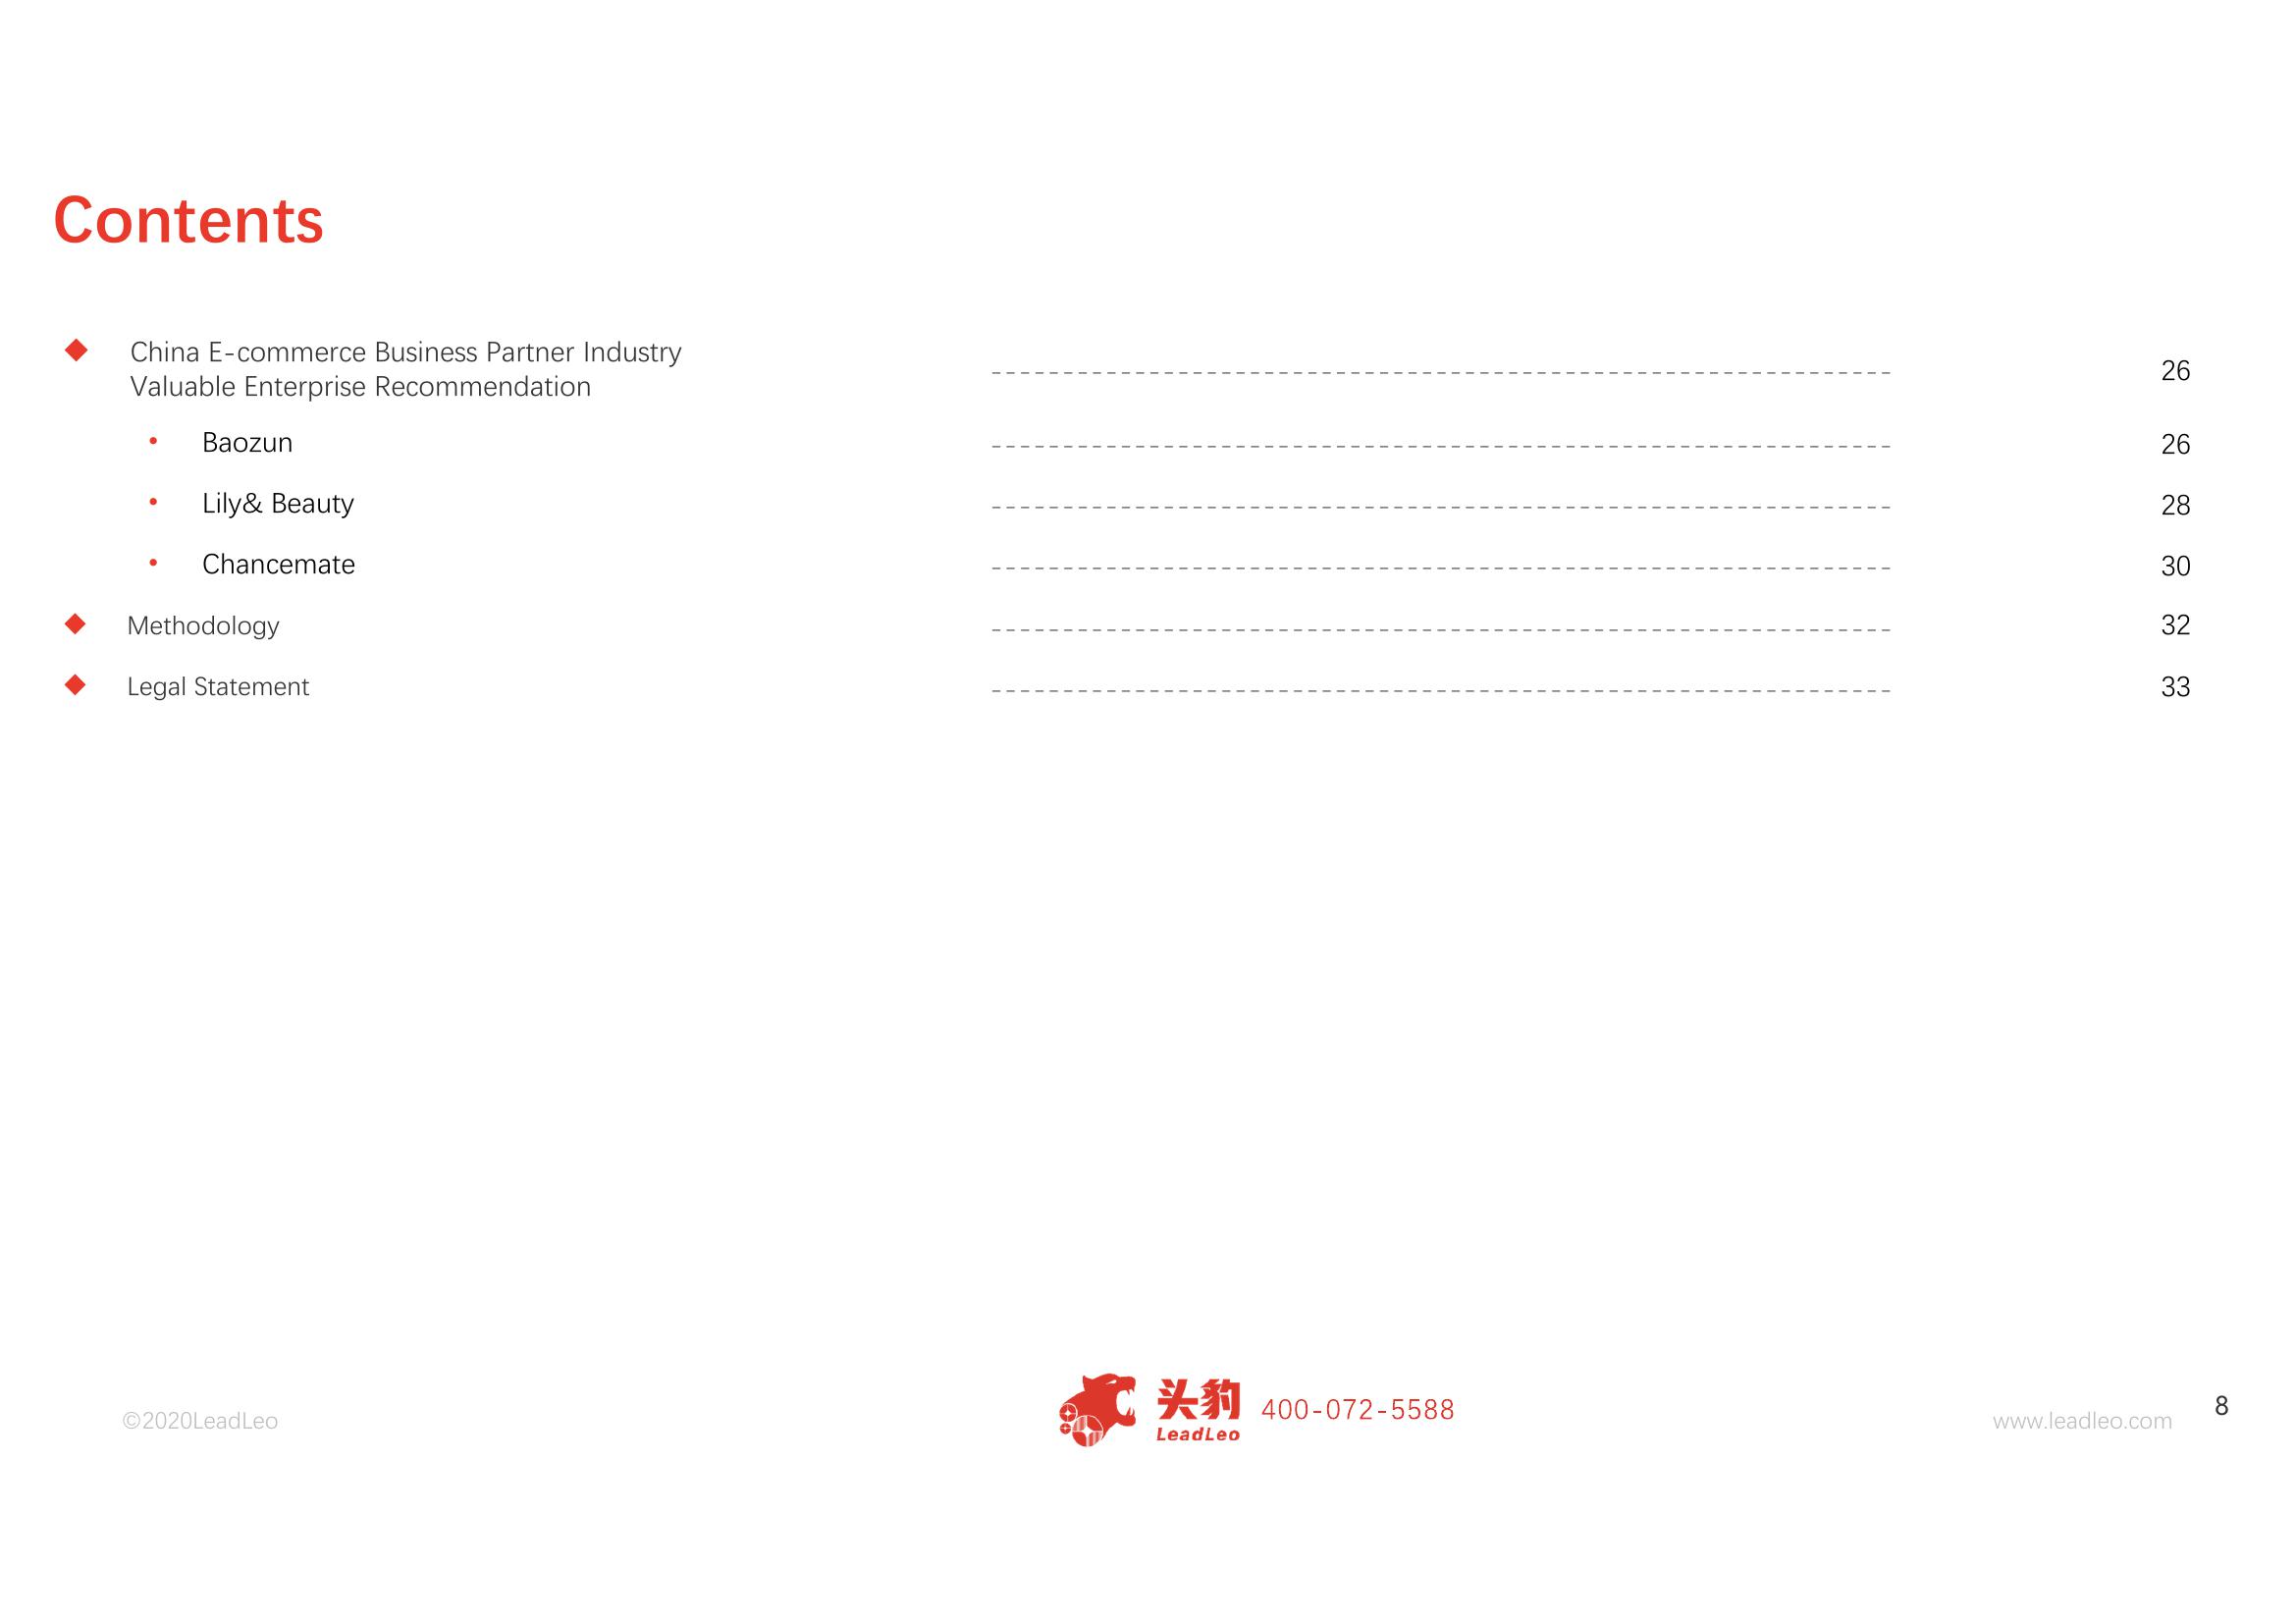 Contents
China E-commerce Business Partner Industry
Valuable Enterprise Recommendation
26
Baozun
26
Lily& Beauty
28
Chancemate
30
Methodology
32
Legal Statement
33
©2020LeadLeo
头豹
LeadLeo
400-072-5588
www.leadleo.com
8